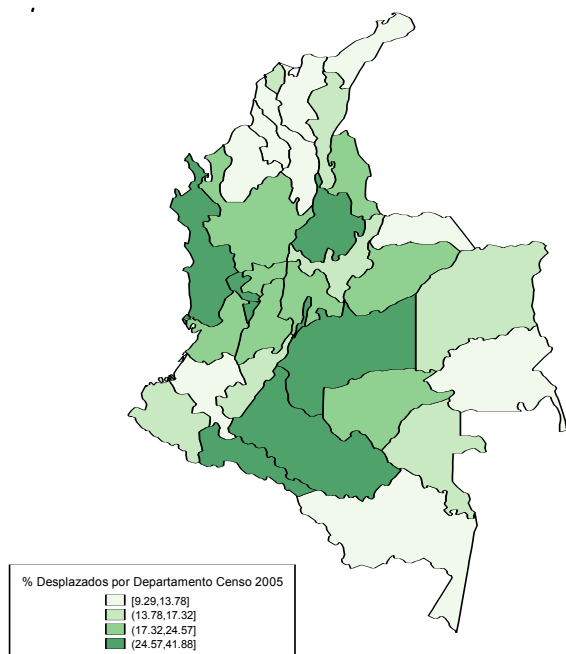 % Desplazados por Departamento Censo 2005
[9.29,13.78]
(13.78,17.32]
(17.32,24.57]
(24.57,41.88]